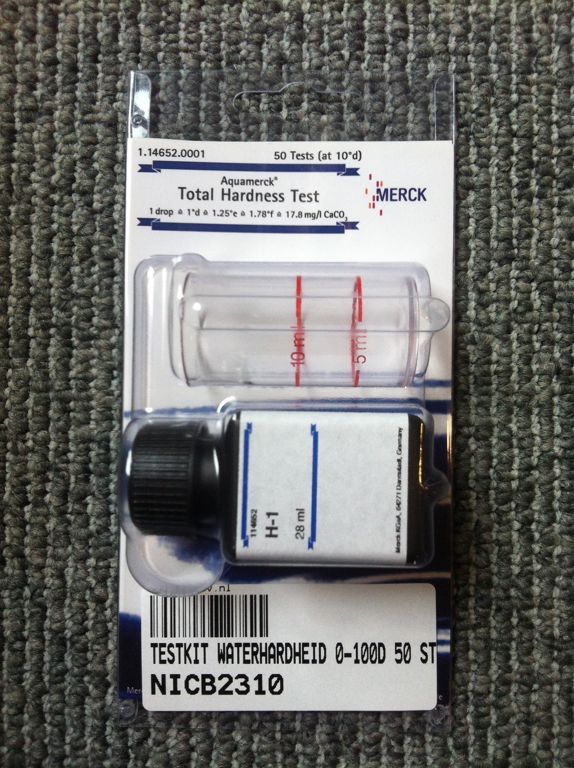 1.14652.0001 50 Tests (at 10°d)
Aquamerck®
Total Hardness Test
MERCK
1 drop ≙ 1°d ≙ 1.25°e ≙ 1.78°f ≙ 17.8 mg/l CaCO₃
10 ml
5 ml
114652
H-1
28 ml
Merck KGaA, 64271 Darmstadt, Germany
TESTKIT WATERHARDHEID 0-100D 50 ST
NICB2310